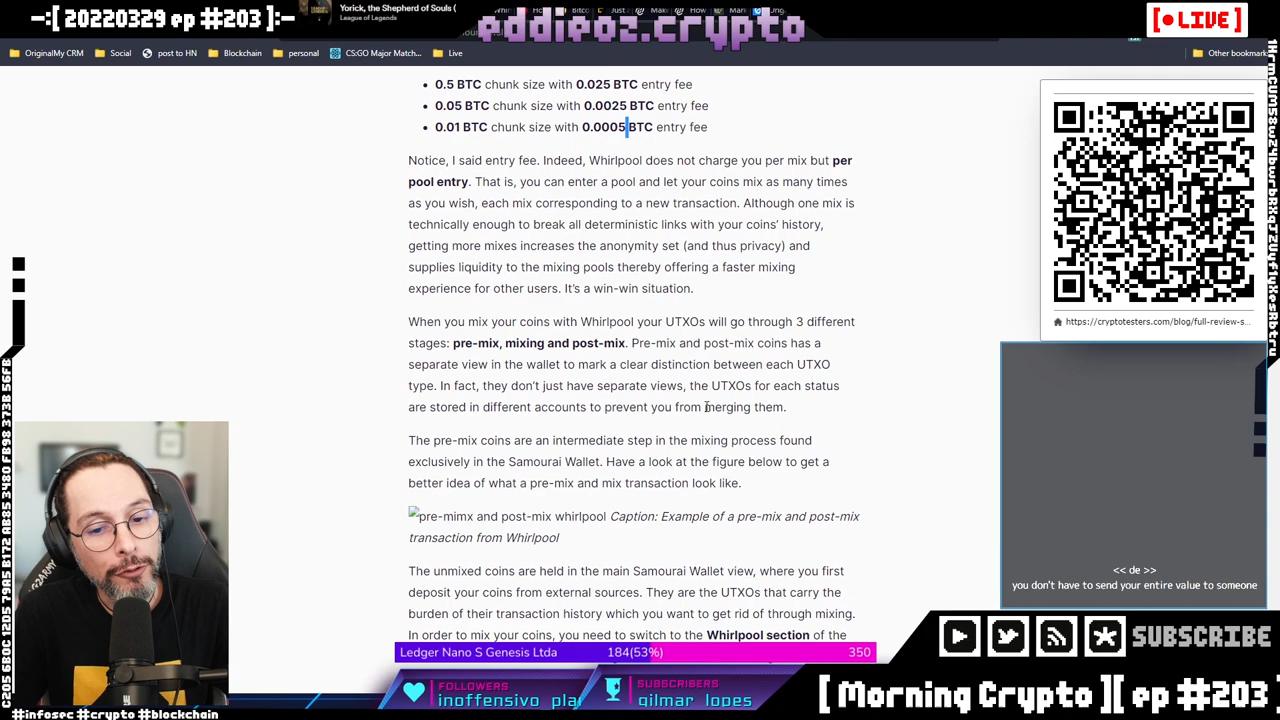 -:[ 20220329 ep #203 ]:-
Yorick, the Shepherd of Souls (
League of Legends
eddieoz.crypto
[●LIVE]
OriginalMy CRM
Social
post to HN
Blockchain
personal
CS:GO Major Match...
Live
Other bookmark
• 0.5 BTC chunk size with 0.025 BTC entry fee
• 0.05 BTC chunk size with 0.0025 BTC entry fee
• 0.01 BTC chunk size with 0.0005 BTC entry fee
Notice, I said entry fee. Indeed, Whirlpool does not charge you per mix but per
pool entry. That is, you can enter a pool and let your coins mix as many times
as you wish, each mix corresponding to a new transaction. Although one mix is
technically enough to break all deterministic links with your coins’ history,
getting more mixes increases the anonymity set (and thus privacy) and
supplies liquidity to the mixing pools thereby offering a faster mixing
experience for other users. It’s a win-win situation.
When you mix your coins with Whirlpool your UTXOs will go through 3 different
stages: pre-mix, mixing and post-mix. Pre-mix and post-mix coins has a
separate view in the wallet to mark a clear distinction between each UTXO
type. In fact, they don’t just have separate views, the UTXOs for each status
are stored in different accounts to prevent you from merging them.
The pre-mix coins are an intermediate step in the mixing process found
exclusively in the Samourai Wallet. Have a look at the figure below to get a
better idea of what a pre-mix and mix transaction look like.
pre-mimx and post-mix whirlpool Caption: Example of a pre-mix and post-mix
transaction from Whirlpool
The unmixed coins are held in the main Samourai Wallet view, where you first
deposit your coins from external sources. They are the UTXOs that carry the
burden of their transaction history which you want to get rid of through mixing.
In order to mix your coins, you need to switch to the Whirlpool section of the
https://cryptotesters.com/blog/full-review-s...
<< de >>
you don't have to send your entire value to someone
Ledger Nano S Genesis Ltda
184(53%)
350
FOLLOWERS
inoffensivo_pla
SUBSCRIBERS
gilmar_lopes
SUBSCRIBE
[Morning Crypto][ep #203]
#infosec #crypto #blockchain